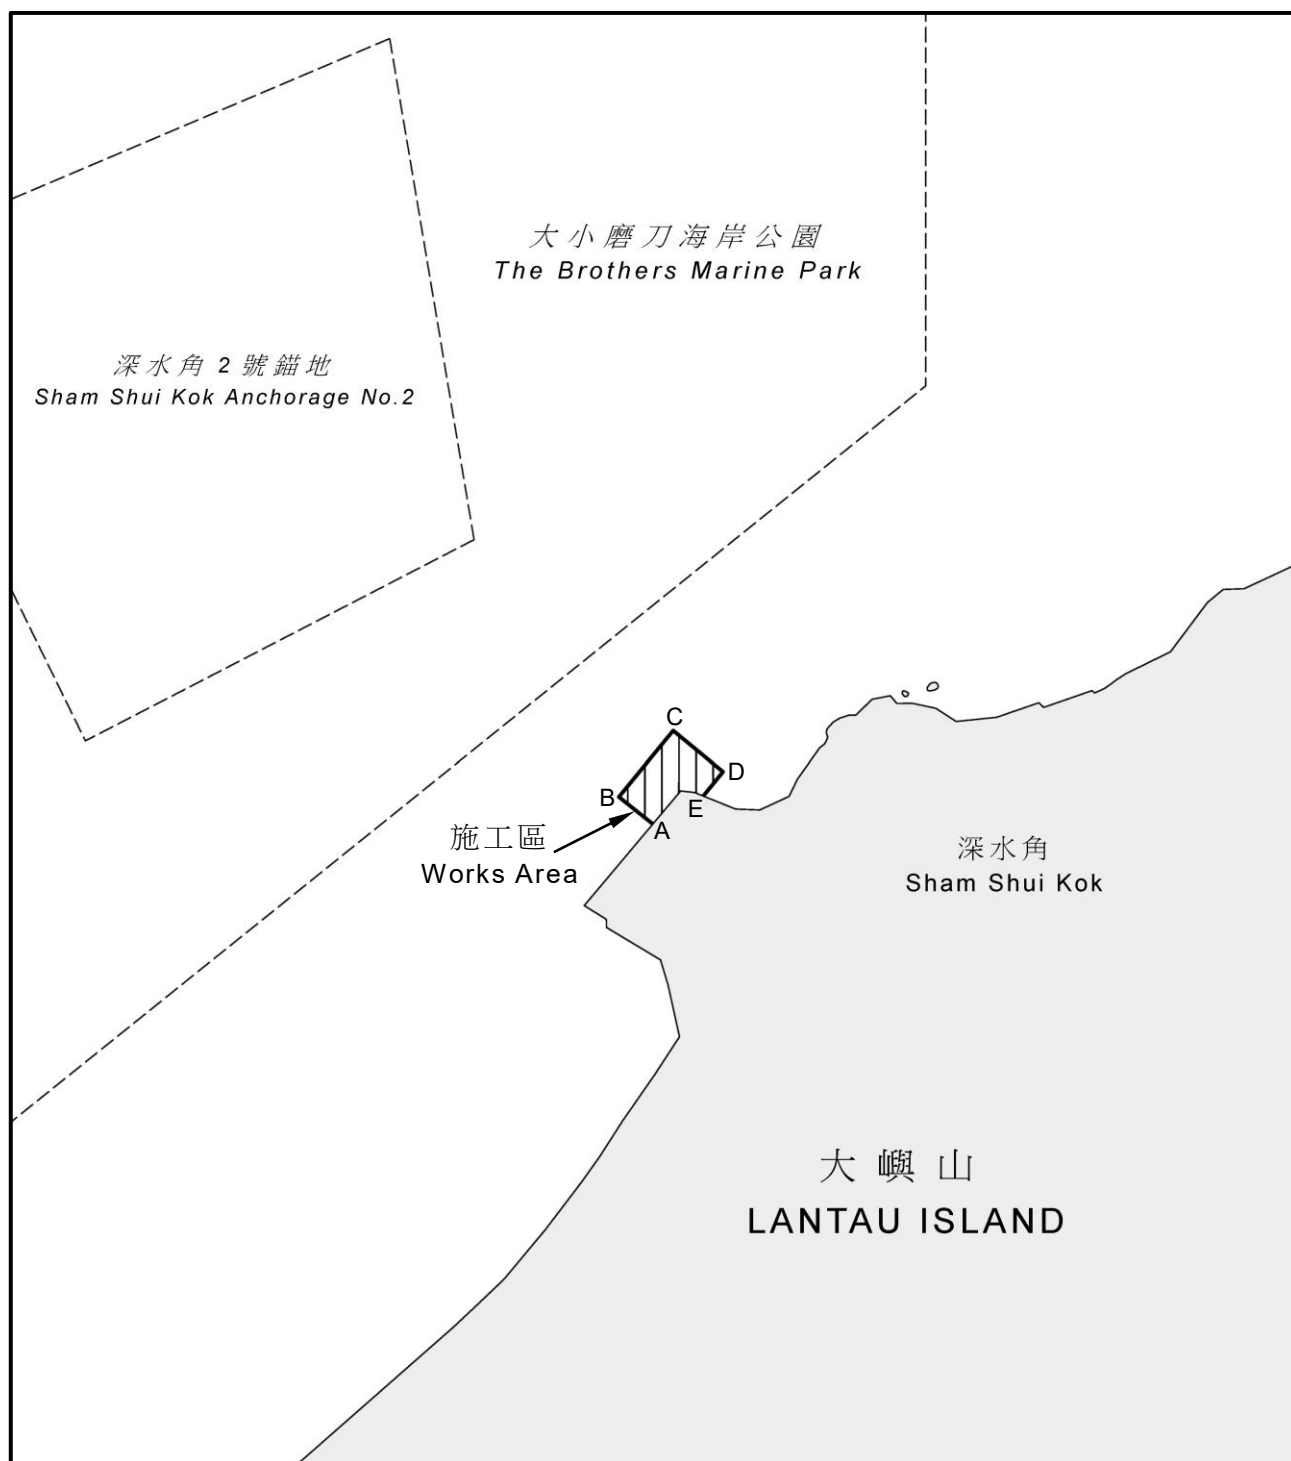 大小磨刀海岸公園
The Brothers Marine Park
深水角 2 號錨地
Sham Shui Kok Anchorage No.2
C
D
B
E
A
施工區
Works Area
深水角
Sham Shui Kok
大嶼山
LANTAU ISLAND